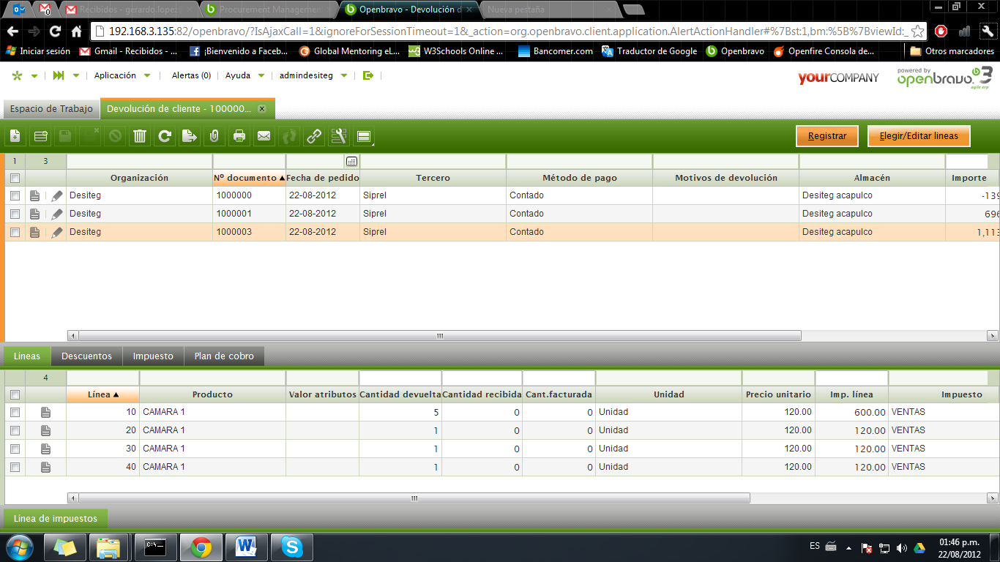 Recibidos - gerardo.lopez
Procurement Management
Openbravo - Devolución d
Nueva pestaña
192.168.3.135:82/openbravo/?IsAjaxCall=1&ignoreForSessionTimeout=1&_action=org.openbravo.client.application.AlertActionHandler#%7Bst:1,bm:%5B%7BviewId:_
Iniciar sesión
Gmail - Recibidos - ...
¡Bienvenido a Faceb...
Global Mentoring eL...
W3Schools Online ...
Bancomer.com
Traductor de Google
Openbravo
Openfire Consola de...
Otros marcadores
Aplicación
Alertas (0)
Ayuda
admindesiteg
yourCOMPANY
powered by
openbravo 3
agile erp
Espacio de Trabajo
Devolución de cliente - 100000...
Registrar
Elegir/Editar lineas
1 3
Organización Nº documento Fecha de pedido Tercero Método de pago Motivos de devolución Almacén Importe
Desiteg 1000000 22-08-2012 Siprel Contado Desiteg acapulco -139
Desiteg 1000001 22-08-2012 Siprel Contado Desiteg acapulco 696
Desiteg 1000003 22-08-2012 Siprel Contado Desiteg acapulco 1,113
Lineas
Descuentos
Impuesto
Plan de cobro
4
Línea Producto Valor atributos Cantidad devuelta Cantidad recibida Cant.facturada Unidad Precio unitario Imp. línea Impuesto
10 CAMARA 1 5 0 0 Unidad 120.00 600.00 VENTAS
20 CAMARA 1 1 0 0 Unidad 120.00 120.00 VENTAS
30 CAMARA 1 1 0 0 Unidad 120.00 120.00 VENTAS
40 CAMARA 1 1 0 0 Unidad 120.00 120.00 VENTAS
Linea de impuestos
ES
01:46 p.m.
22/08/2012